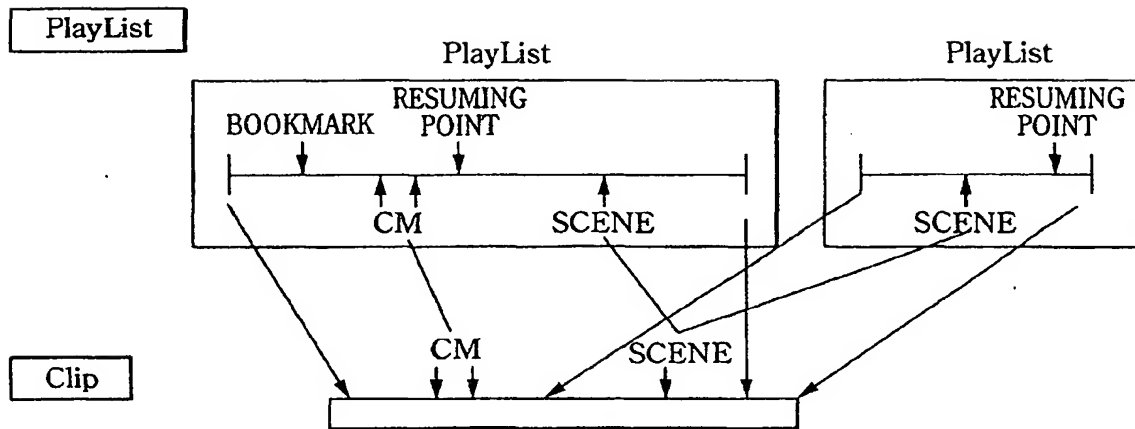 PlayList
PlayList
PlayList
BOOKMARK
RESUMING
POINT
RESUMING
POINT
CM
SCENE
SCENE
CM
SCENE
Clip